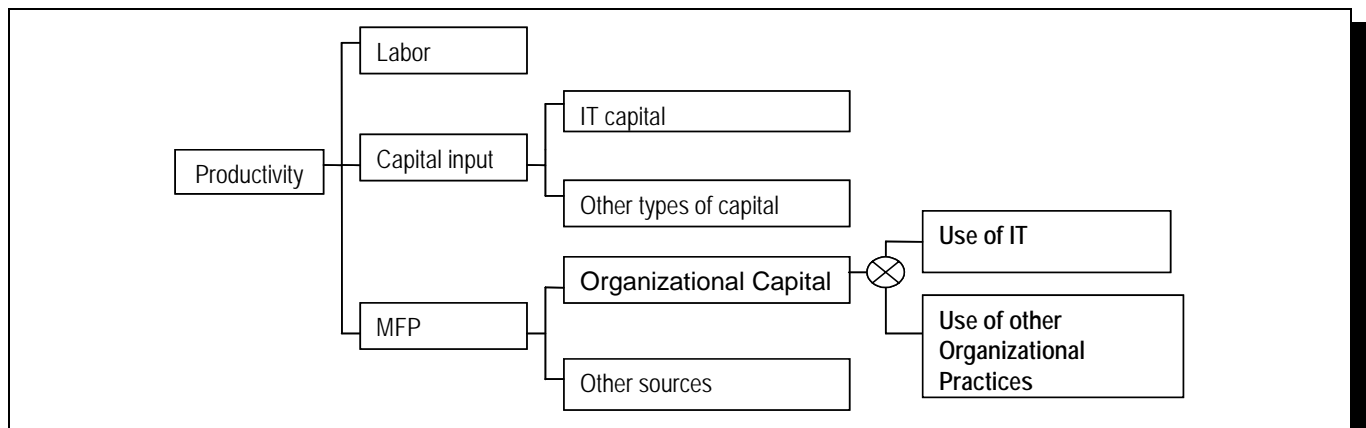 Labor
IT capital
Productivity
Capital input
Other types of capital
Use of IT
Organizational Capital
MFP
Use of other
Organizational
Practices
Other sources